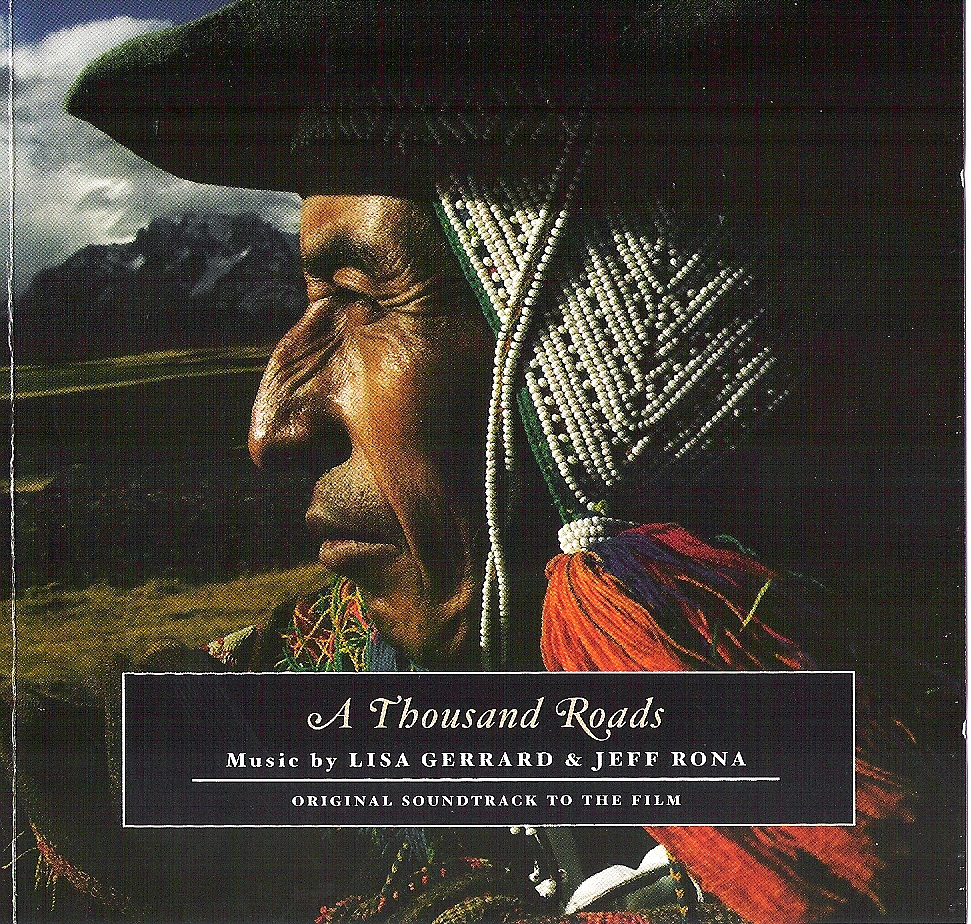 A Thousand Roads
Music by LISA GERRARD & JEFF RONA
ORIGINAL SOUNDTRACK TO THE FILM